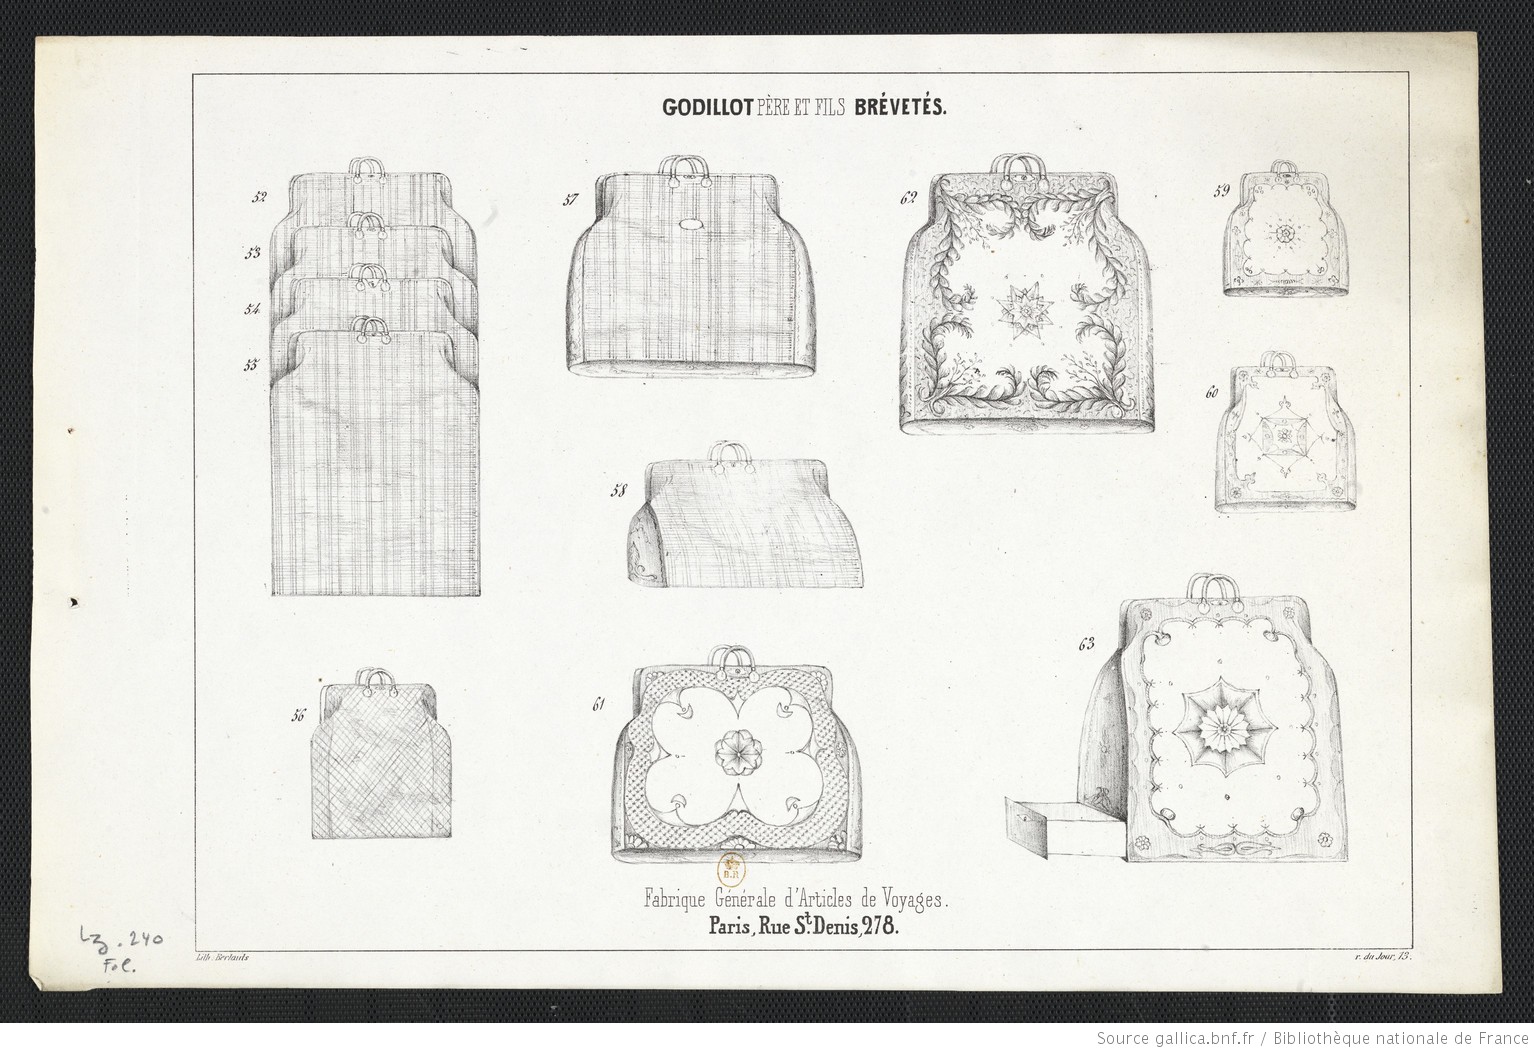 GODILLOT PÈRE ET FILS BRÉVETÉS.
52
53
54
55
56
57
58
61
62
59
60
63
B.R
Fabrique Générale d'Articles de Voyages.
Paris, Rue St. Denis, 278.
Lith.
r. du Jour, 13.
Lz. 240
Fol.
Source gallica.bnf.fr / Bibliothèque nationale de France